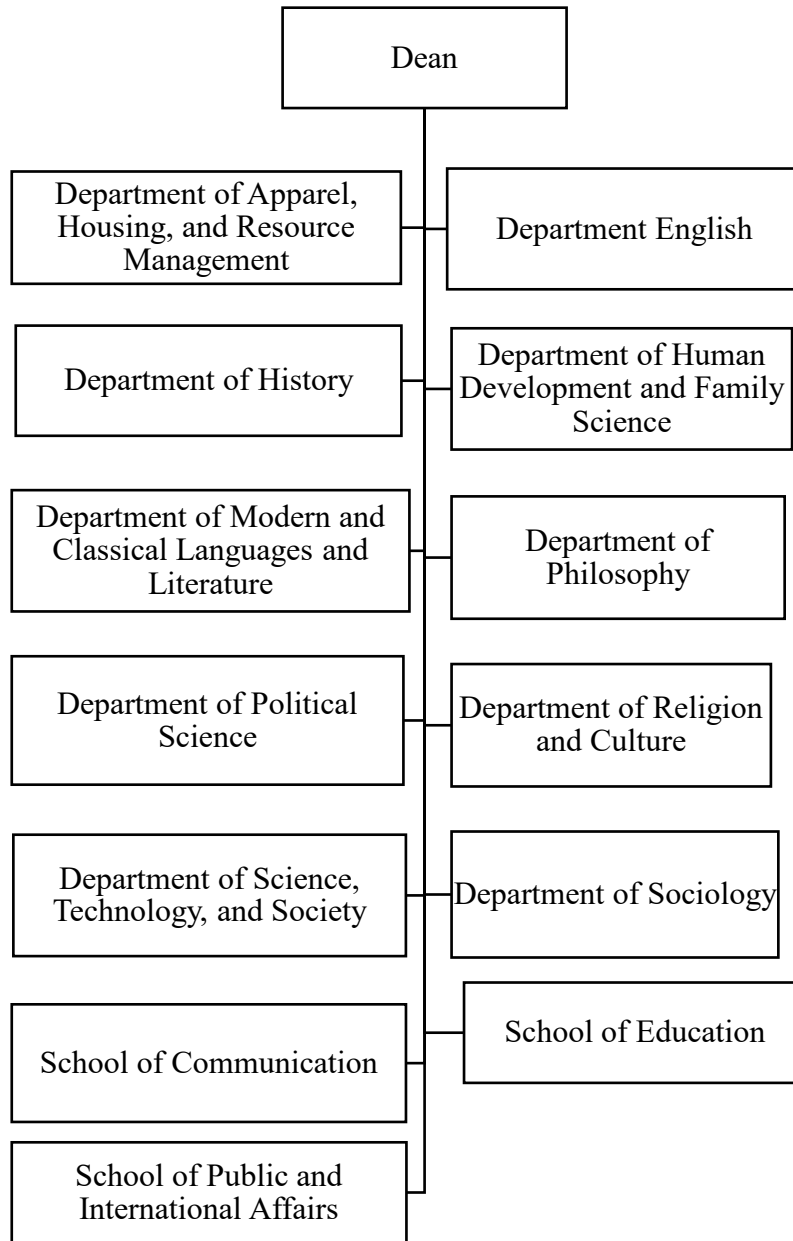 Dean
Department of Apparel,
Housing, and Resource
Management
Department English
Department of History
Department of Human
Development and Family
Science
Department of Modern and
Classical Languages and
Literature
Department of
Philosophy
Department of Political
Science
Department of Religion
and Culture
Department of Science,
Technology, and Society
Department of Sociology
School of Communication
School of Education
School of Public and
International Affairs